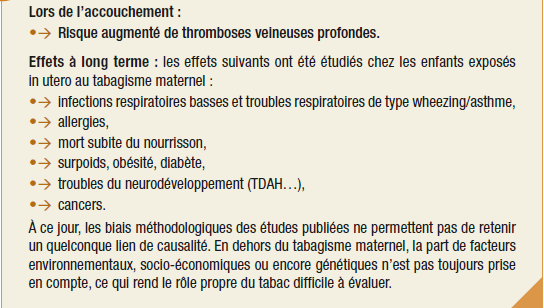 Lors de l'accouchement :
•→ Risque augmenté de thromboses veineuses profondes.
Effets à long terme : les effets suivants ont été étudiés chez les enfants exposés
in utero au tabagisme maternel :
•→ infections respiratoires basses et troubles respiratoires de type wheezing/asthme,
•→ allergies,
•→ mort subite du nourrisson,
•→ surpoids, obésité, diabète,
•→ troubles du neurodéveloppement (TDAH…),
•→ cancers.
À ce jour, les biais méthodologiques des études publiées ne permettent pas de retenir
un quelconque lien de causalité. En dehors du tabagisme maternel, la part de facteurs
environnementaux, socio-économiques ou encore génétiques n'est pas toujours prise
en compte, ce qui rend le rôle propre du tabac difficile à évaluer.